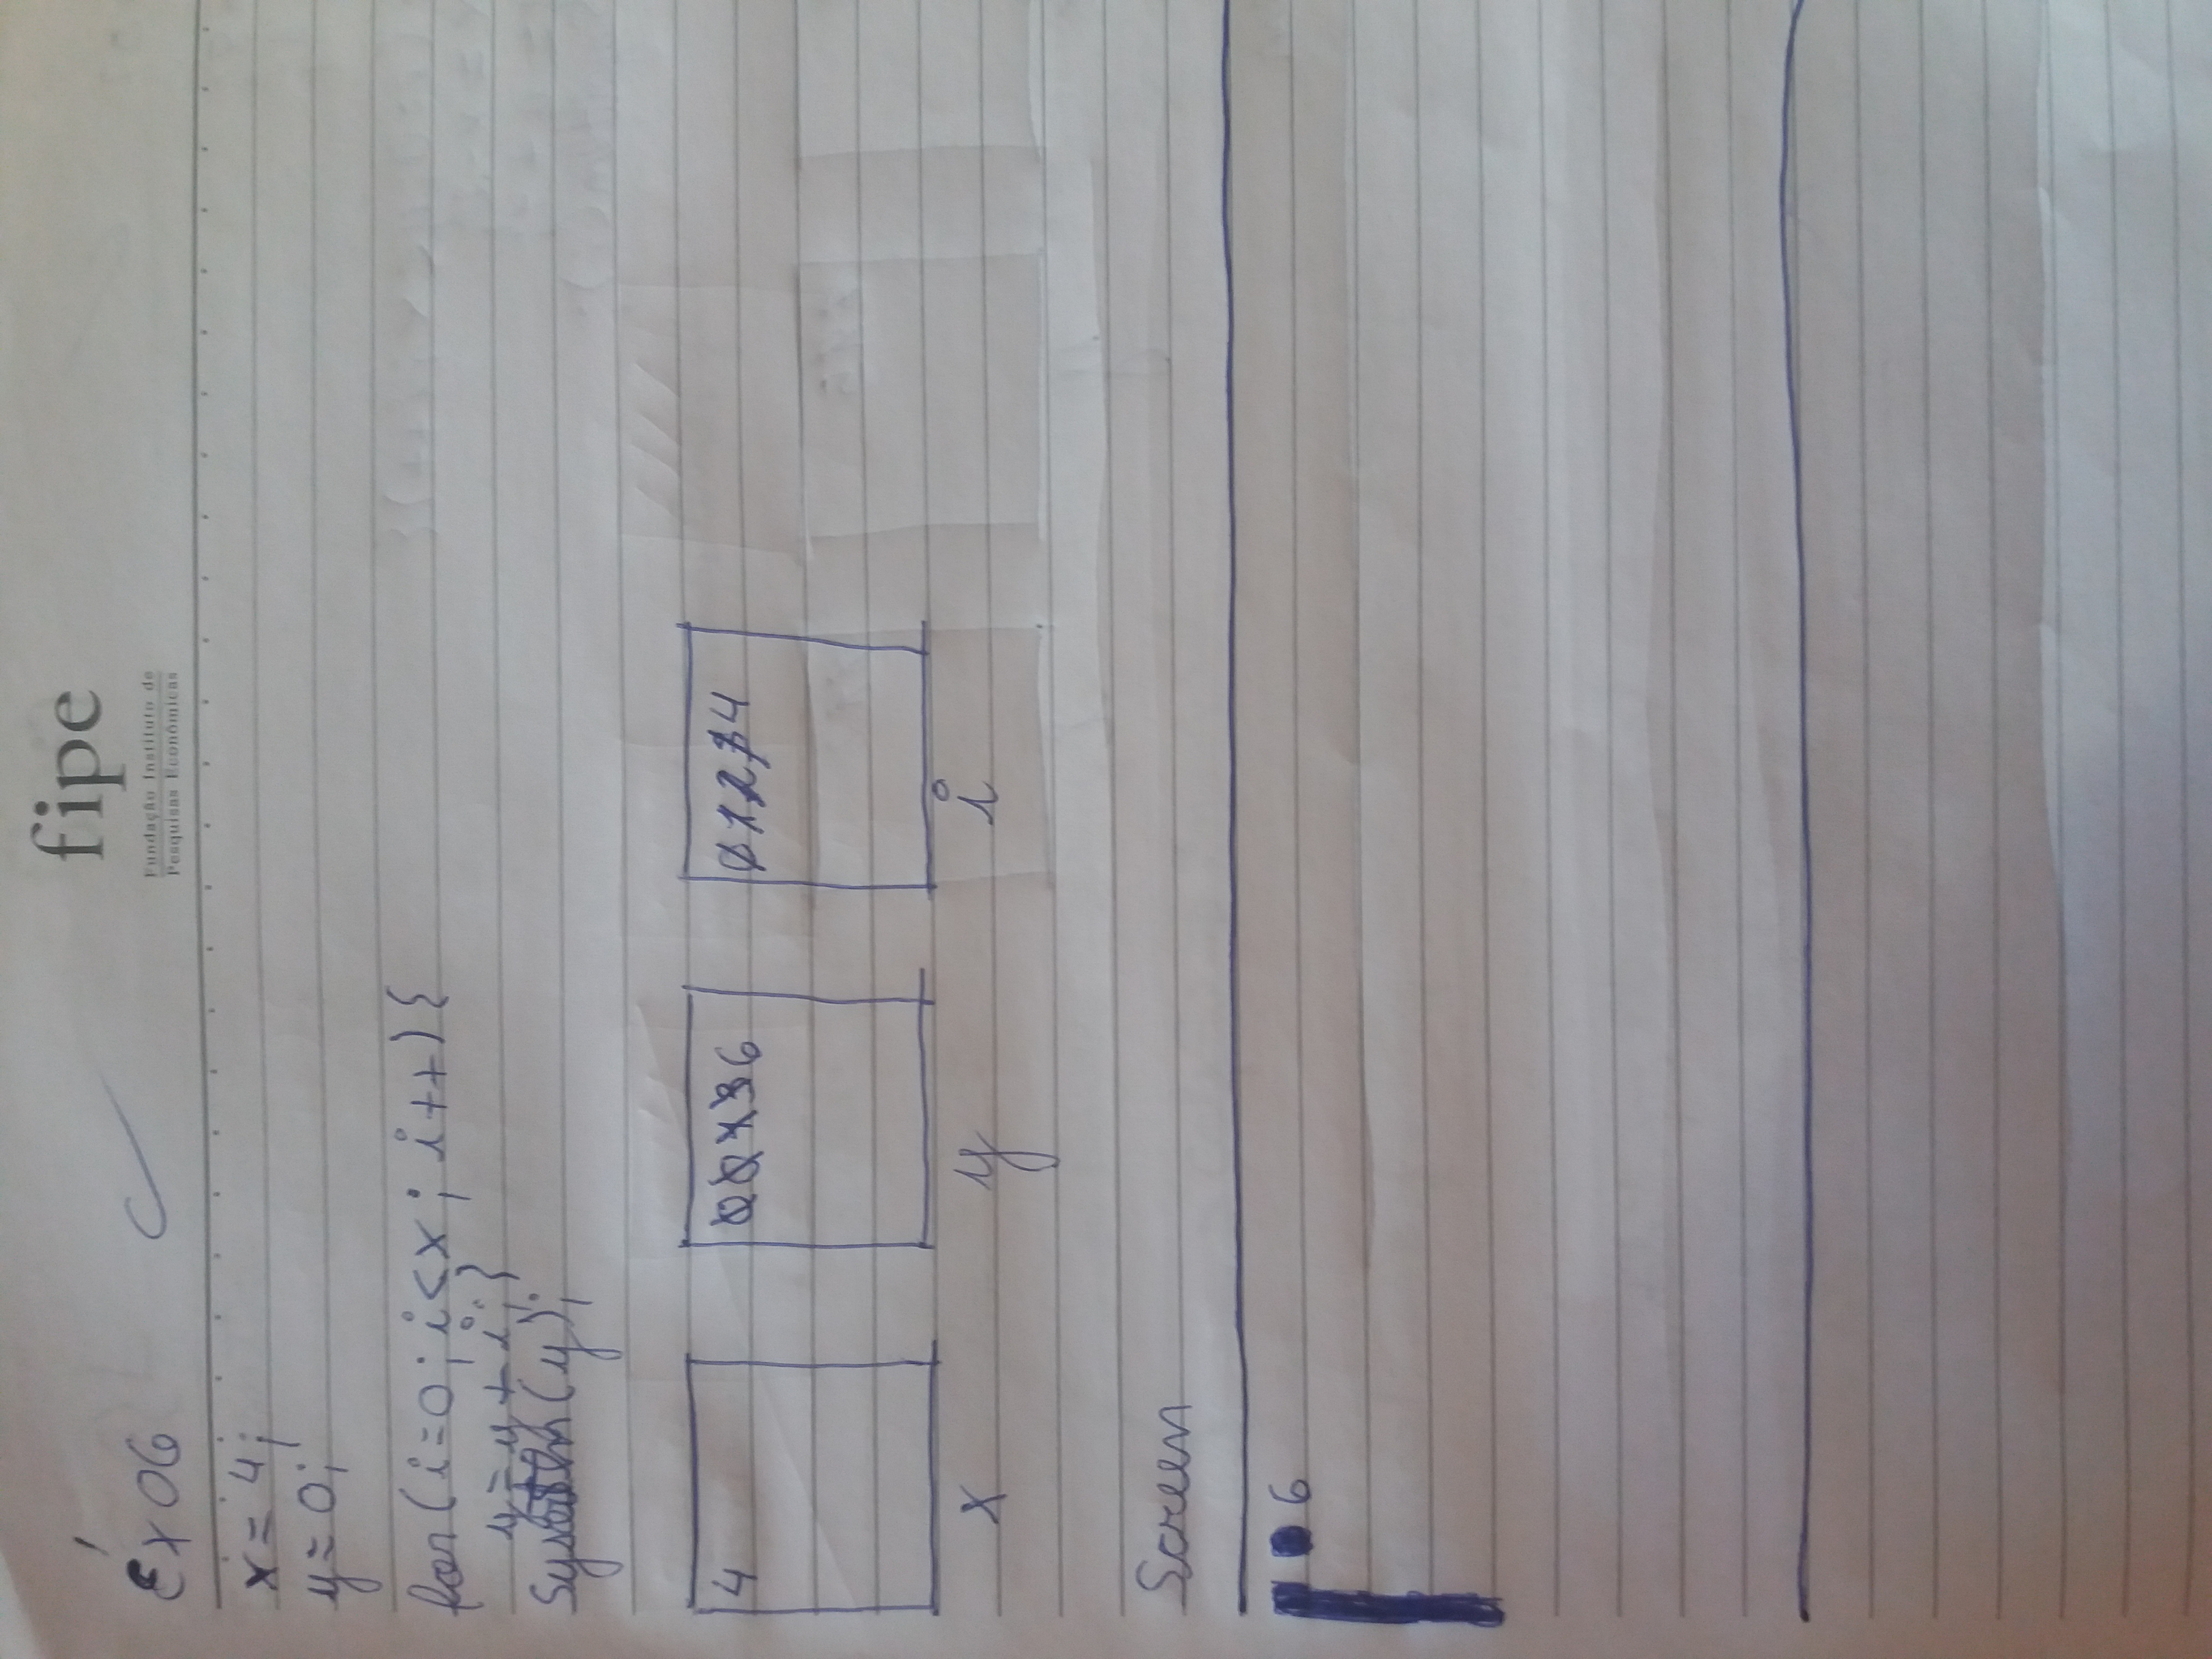 fipe
Fundação Instituto de
Pesquisas Econômicas
Ex 06
x = 4;
y = 0;
for (i=0; i<x; i++) {
y = y + i; }
System (y);
4
0 0 1 3 6
0 1 2 3 4
x
y
i
Screen
6